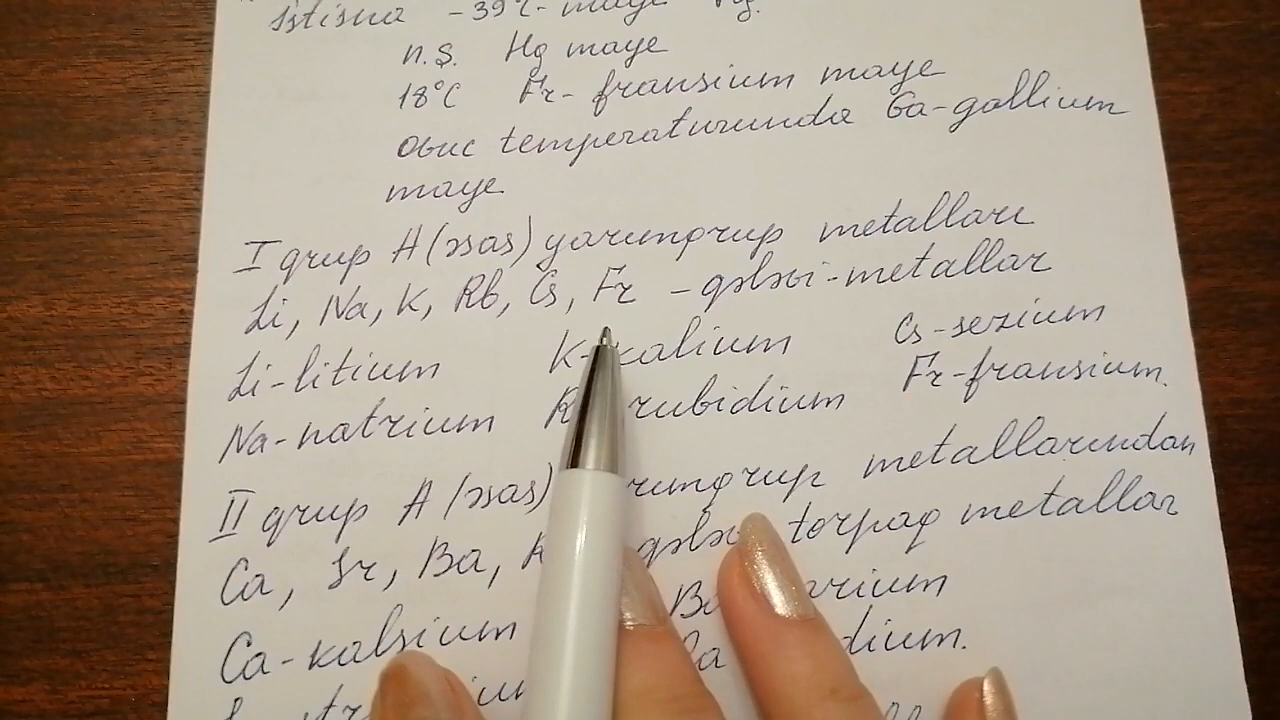 İstisna -39°C- maye Hg.
n.ş. Hg maye
18°C Fr- fransium maye
ovuc temperaturunda Ga-gallium
maye.
I qrup A (əsas) yarımqrup metalları
Li, Na, K, Rb, Cs, Fr - qələvi-metallar
Li-litium K-kalium Cs-sezium
Na-natrium rubidium Fr-fransium.
II qrup A (əsas) metallarından
Ca, Sr, Ba, torpaq metallar
Ca-kalsium